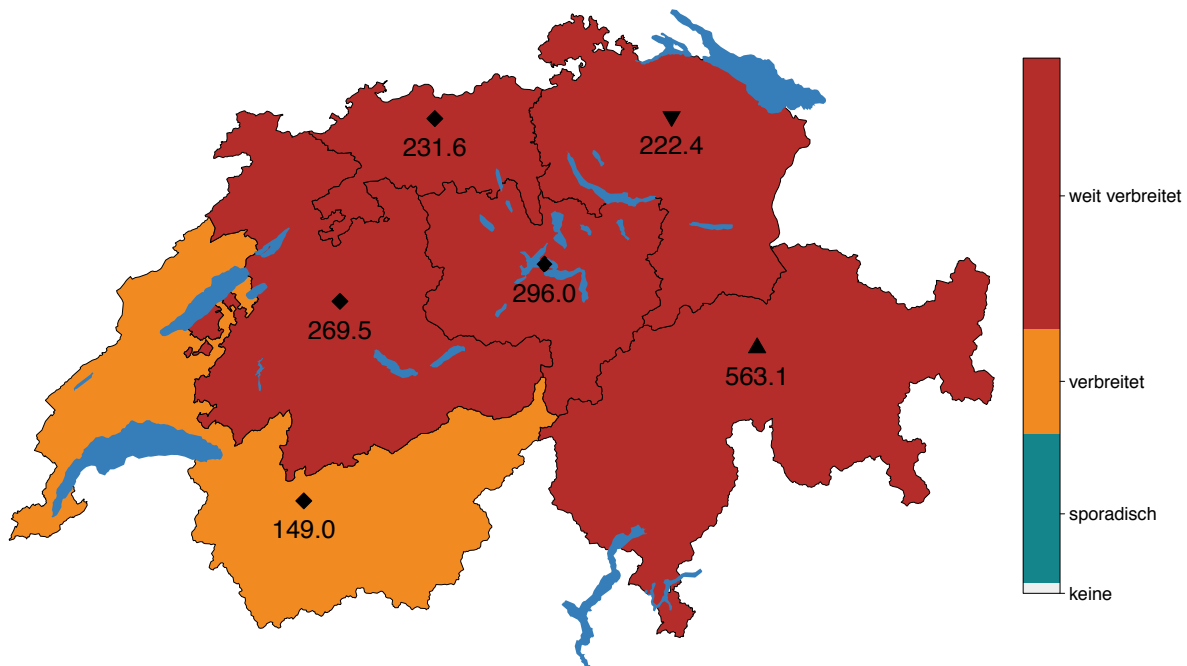 231.6
222.4
296.0
269.5
563.1
149.0
weit verbreitet
verbreitet
sporadisch
keine